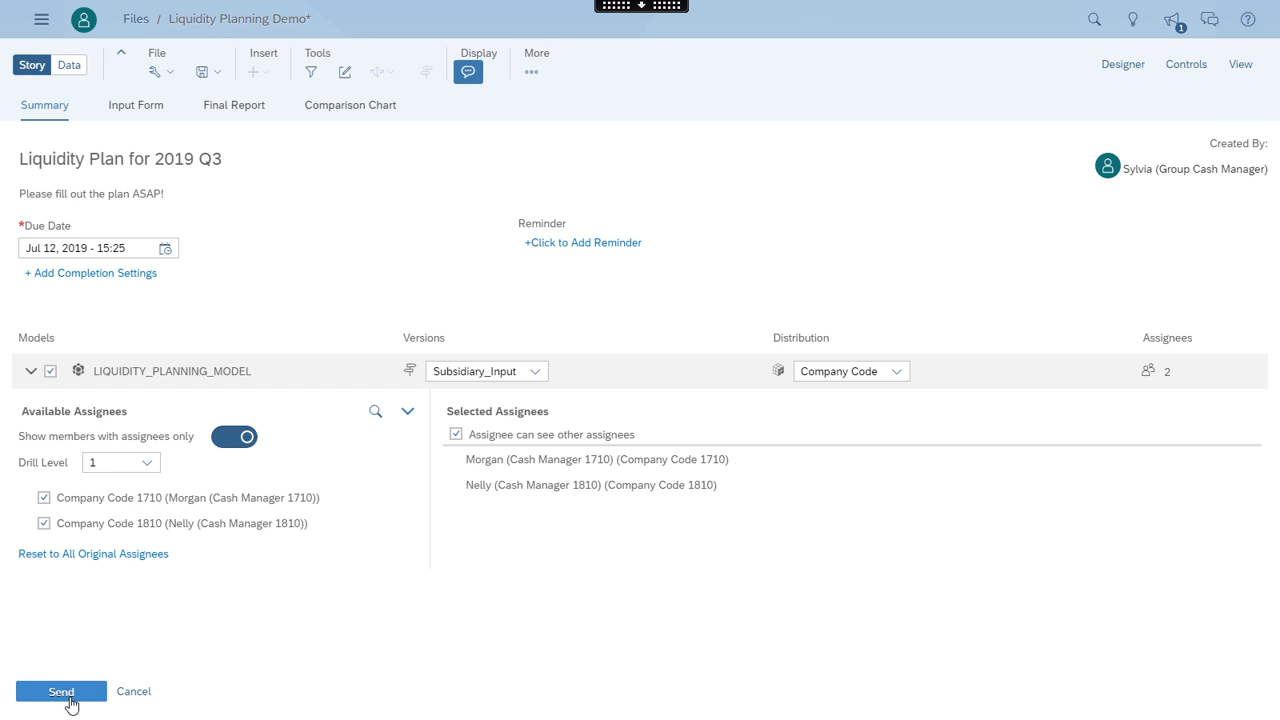 Files / Liquidity Planning Demo*
1
Story Data
File
Insert
Tools
Display
More
Designer Controls View
Summary Input Form Final Report Comparison Chart
Liquidity Plan for 2019 Q3
Created By:
Sylvia (Group Cash Manager)
Please fill out the plan ASAP!
*Due Date
Reminder
Jul 12, 2019 - 15:25
+Click to Add Reminder
+ Add Completion Settings
Models Versions Distribution Assignees
LIQUIDITY_PLANNING_MODEL Subsidiary_Input Company Code 2
Available Assignees
Show members with assignees only
Drill Level 1
Company Code 1710 (Morgan (Cash Manager 1710))
Company Code 1810 (Nelly (Cash Manager 1810))
Reset to All Original Assignees
Selected Assignees
Assignee can see other assignees
Morgan (Cash Manager 1710) (Company Code 1710)
Nelly (Cash Manager 1810) (Company Code 1810)
Send Cancel